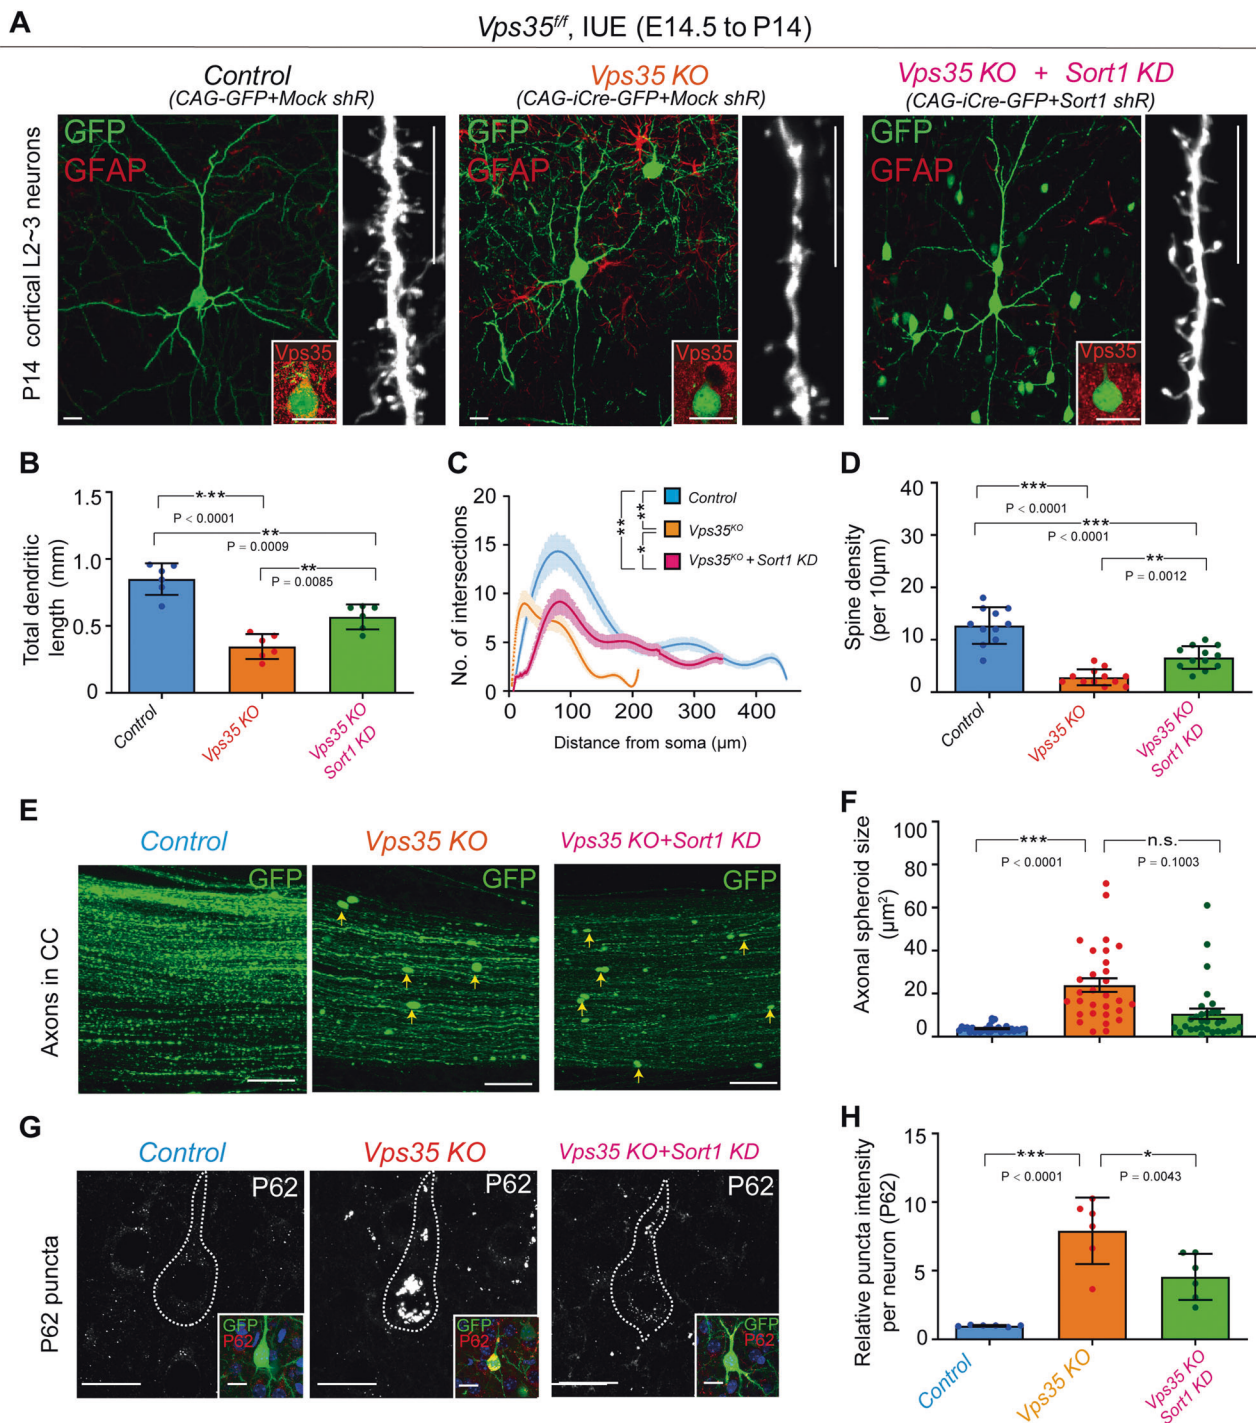 A
Vps35f/f, IUE (E14.5 to P14)
Control
(CAG-GFP+Mock shR)
Vps35 KO
(CAG-iCre-GFP+Mock shR)
Vps35 KO + Sort1 KD
(CAG-iCre-GFP+Sort1 shR)
P14 cortical L2~3 neurons
GFP
GFAP
Vps35
GFP
GFAP
Vps35
GFP
GFAP
Vps35
B
Total dendritic
length (mm)
1.5
1.0
0.5
0
***
P < 0.0001
**
P = 0.0009
**
P = 0.0085
Control
Vps35 KO
Vps35 KO
Sort1 KD
C
No. of intersections
20
15
10
5
0
0 100 200 300 400
Distance from soma (µm)
**
**
*
Control
Vps35KO
Vps35KO + Sort1 KD
D
Spine density
(per 10µm)
40
30
20
10
0
***
P < 0.0001
***
P < 0.0001
**
P = 0.0012
Control
Vps35 KO
Vps35 KO
Sort1 KD
E
Control
Vps35 KO
Vps35 KO+Sort1 KD
Axons in CC
GFP
GFP
GFP
F
Axonal spheroid size
(µm2)
100
80
60
40
20
0
***
P < 0.0001
n.s.
P = 0.1003
G
Control
Vps35 KO
Vps35 KO+Sort1 KD
P62 puncta
P62
GFP
P62
P62
GFP
P62
P62
GFP
P62
H
Relative puncta intensity
per neuron (P62)
15
10
5
0
***
P < 0.0001
*
P = 0.0043
Control
Vps35 KO
Vps35 KO
Sort1 KD